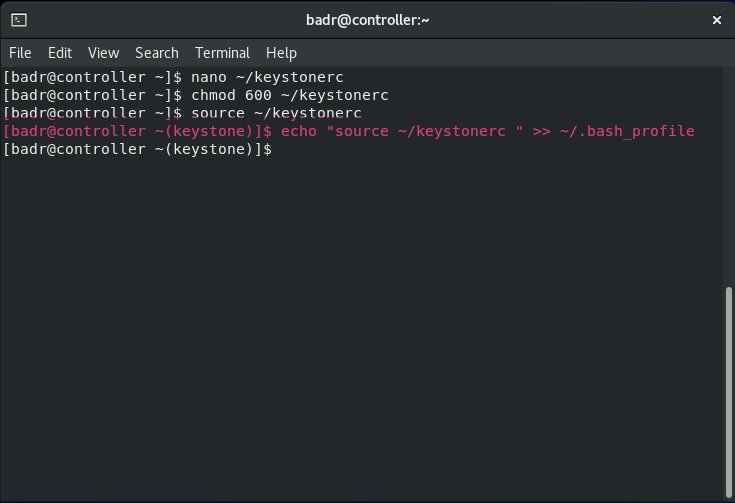 badr@controller:~
File Edit View Search Terminal Help
[badr@controller ~]$ nano ~/keystonerc
[badr@controller ~]$ chmod 600 ~/keystonerc
[badr@controller ~]$ source ~/keystonerc
[badr@controller ~(keystone)]$ echo "source ~/keystonerc " >> ~/.bash_profile
[badr@controller ~(keystone)]$